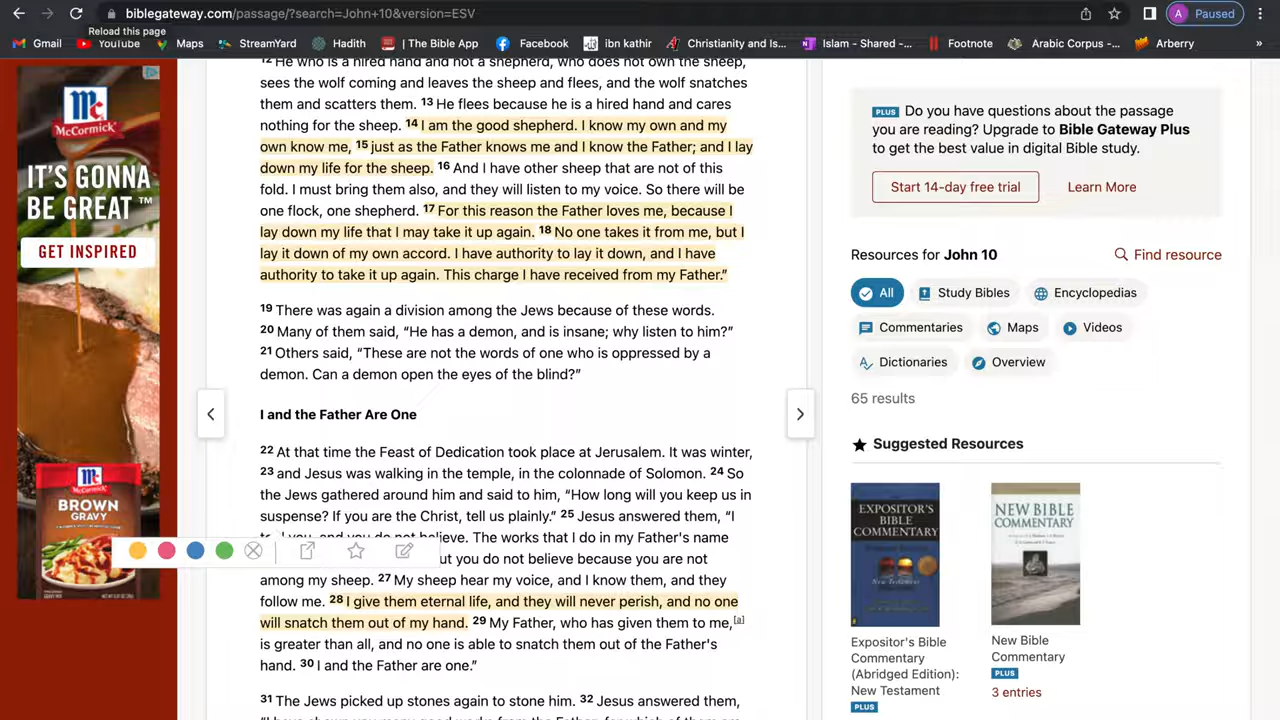 biblegateway.com/passage/?search=John+10&version=ESV
A Paused
Reload this page
Gmail YouTube Maps StreamYard Hadith | The Bible App Facebook ibn kathir Christianity and Is... Islam - Shared -... Footnote Arabic Corpus -... Arberry »
McCormick
IT'S GONNA
BE GREAT ™
GET INSPIRED
McCormick
BROWN
GRAVY
12 He who is a hired hand and not a shepherd, who does not own the sheep,
sees the wolf coming and leaves the sheep and flees, and the wolf snatches
them and scatters them. 13 He flees because he is a hired hand and cares
nothing for the sheep. 14 I am the good shepherd. I know my own and my
own know me, 15 just as the Father knows me and I know the Father; and I lay
down my life for the sheep. 16 And I have other sheep that are not of this
fold. I must bring them also, and they will listen to my voice. So there will be
one flock, one shepherd. 17 For this reason the Father loves me, because I
lay down my life that I may take it up again. 18 No one takes it from me, but I
lay it down of my own accord. I have authority to lay it down, and I have
authority to take it up again. This charge I have received from my Father.”
19 There was again a division among the Jews because of these words.
20 Many of them said, “He has a demon, and is insane; why listen to him?”
21 Others said, “These are not the words of one who is oppressed by a
demon. Can a demon open the eyes of the blind?”
I and the Father Are One
22 At that time the Feast of Dedication took place at Jerusalem. It was winter,
23 and Jesus was walking in the temple, in the colonnade of Solomon. 24 So
the Jews gathered around him and said to him, “How long will you keep us in
suspense? If you are the Christ, tell us plainly.” 25 Jesus answered them, “I
told you, and you do not believe. The works that I do in my Father's name
but you do not believe because you are not
among my sheep. 27 My sheep hear my voice, and I know them, and they
follow me. 28 I give them eternal life, and they will never perish, and no one
will snatch them out of my hand. 29 My Father, who has given them to me,[a]
is greater than all, and no one is able to snatch them out of the Father's
hand. 30 I and the Father are one.”
31 The Jews picked up stones again to stone him. 32 Jesus answered them,
“I have shown you many good works from the Father; for which of them are
PLUS Do you have questions about the passage
you are reading? Upgrade to Bible Gateway Plus
to get the best value in digital Bible study.
Start 14-day free trial Learn More
Resources for John 10 Find resource
All Study Bibles Encyclopedias
Commentaries Maps Videos
Dictionaries Overview
65 results
★ Suggested Resources
EXPOSITOR'S
BIBLE
COMMENTARY
New Testament
NEW BIBLE
COMMENTARY
Expositor's Bible
Commentary
(Abridged Edition):
New Testament
PLUS
New Bible
Commentary
PLUS
3 entries